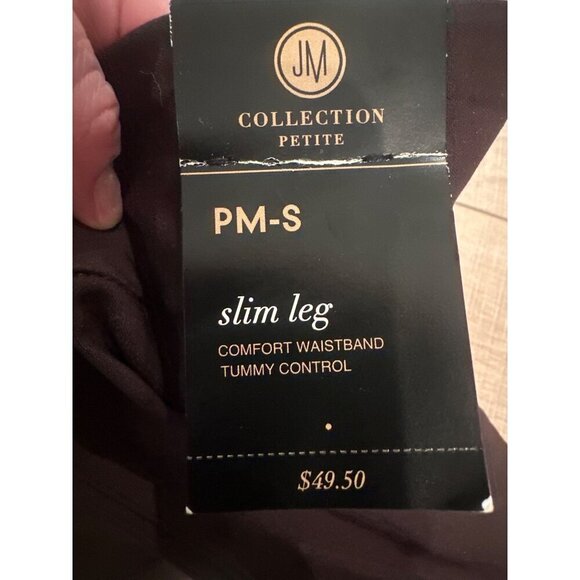 JM
COLLECTION
PETITE
PM-S
slim leg
COMFORT WAISTBAND
TUMMY CONTROL
$49.50